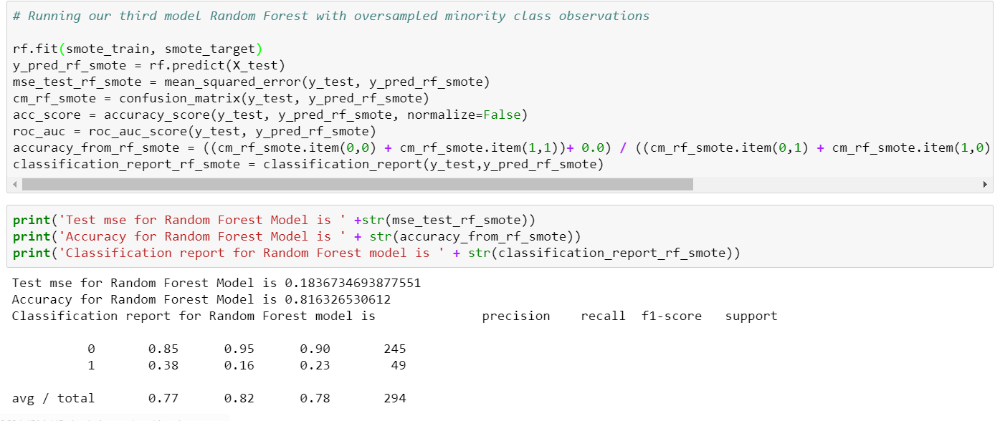 # Running our third model Random Forest with oversampled minority class observations
rf.fit(smote_train, smote_target)
y_pred_rf_smote = rf.predict(X_test)
mse_test_rf_smote = mean_squared_error(y_test, y_pred_rf_smote)
cm_rf_smote = confusion_matrix(y_test, y_pred_rf_smote)
acc_score = accuracy_score(y_test, y_pred_rf_smote, normalize=False)
roc_auc = roc_auc_score(y_test, y_pred_rf_smote)
accuracy_from_rf_smote = ((cm_rf_smote.item(0,0) + cm_rf_smote.item(1,1))+ 0.0) / ((cm_rf_smote.item(0,1) + cm_rf_smote.item(1,0)
classification_report_rf_smote = classification_report(y_test,y_pred_rf_smote)
print('Test mse for Random Forest Model is ' +str(mse_test_rf_smote))
print('Accuracy for Random Forest Model is ' + str(accuracy_from_rf_smote))
print('Classification report for Random Forest model is ' + str(classification_report_rf_smote))
Test mse for Random Forest Model is 0.1836734693877551
Accuracy for Random Forest Model is 0.816326530612
Classification report for Random Forest model is              precision    recall  f1-score   support
          0       0.85      0.95      0.90       245
          1       0.38      0.16      0.23        49
avg / total       0.77      0.82      0.78       294